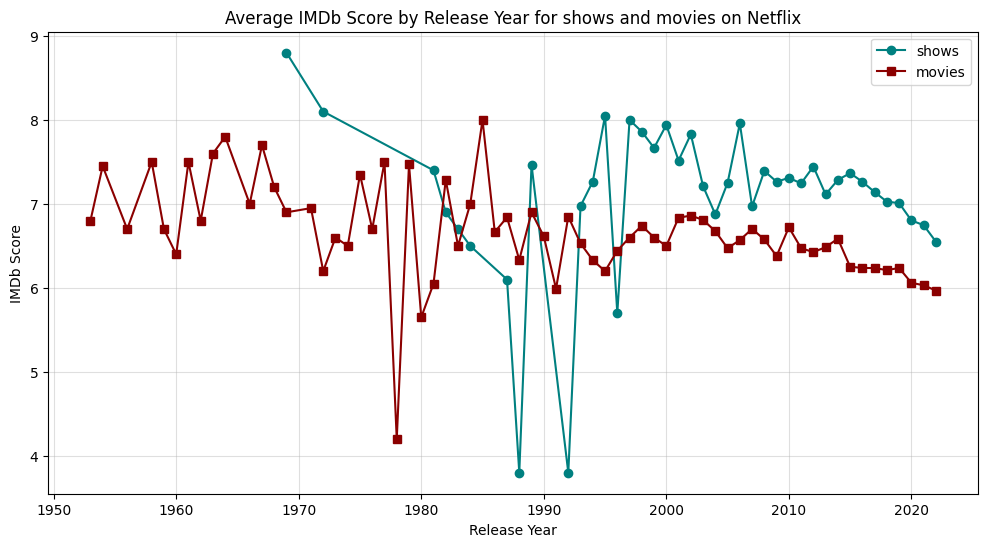 Average IMDb Score by Release Year for shows and movies on Netflix
shows
movies
IMDb Score
9
8
7
6
5
4
1950
1960
1970
1980
1990
2000
2010
2020
Release Year